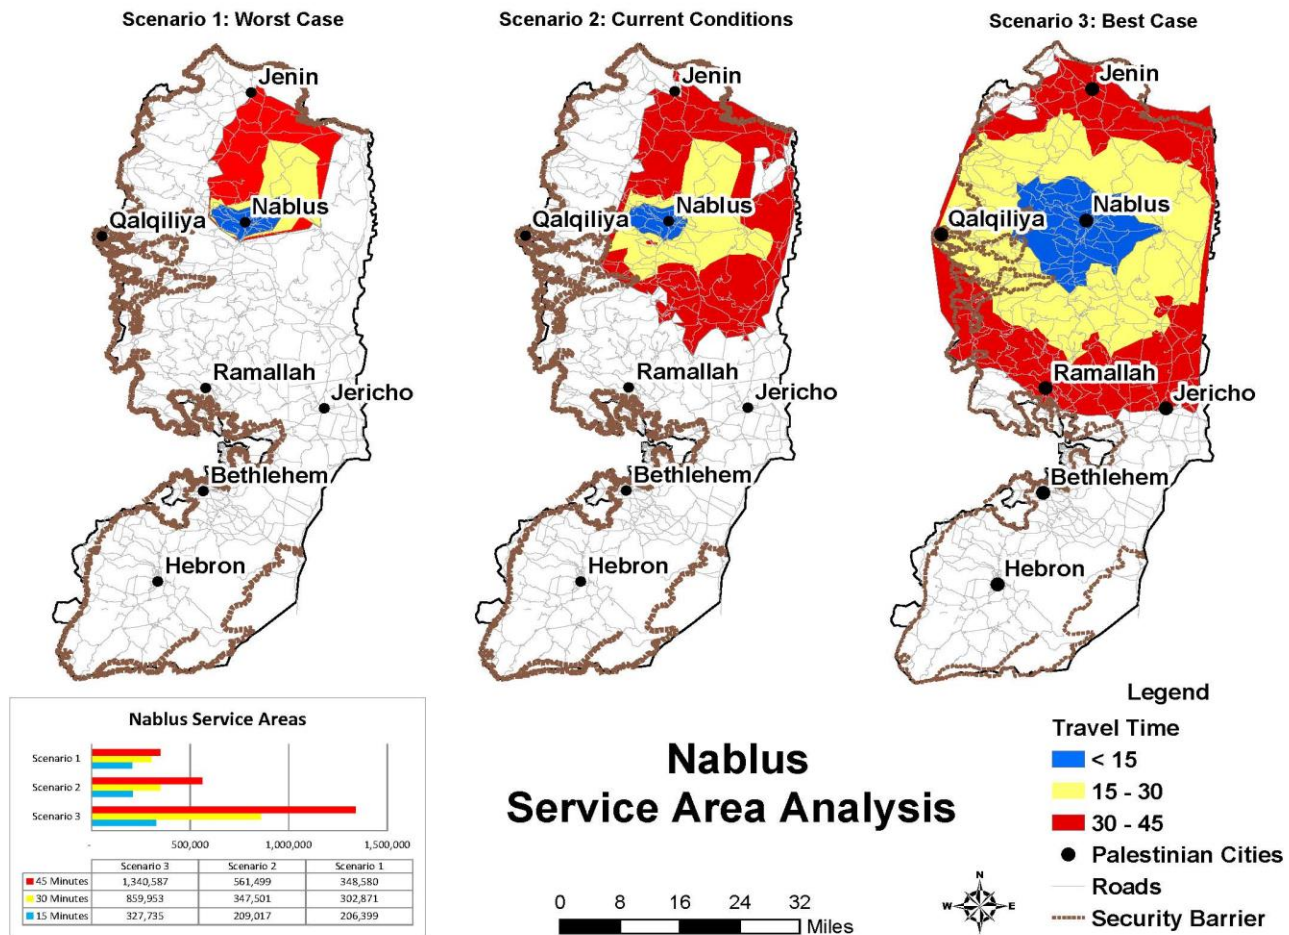 Scenario 1: Worst Case
Scenario 2: Current Conditions
Scenario 3: Best Case
Jenin
Nablus
Qalqiliya
Ramallah
Jericho
Bethlehem
Hebron
Jenin
Nablus
Qalqiliya
Ramallah
Jericho
Bethlehem
Hebron
Jenin
Nablus
Qalqiliya
Ramallah
Jericho
Bethlehem
Hebron
Nablus Service Areas
Scenario 1
Scenario 2
Scenario 3
- 500,000 1,000,000 1,500,000
Scenario 3 Scenario 2 Scenario 1
45 Minutes 1,340,587 561,499 348,580
30 Minutes 859,953 347,501 302,871
15 Minutes 327,735 209,017 206,399
Nablus
Service Area Analysis
0 8 16 24 32
Miles
N
W E
S
Legend
Travel Time
< 15
15 - 30
30 - 45
Palestinian Cities
Roads
Security Barrier